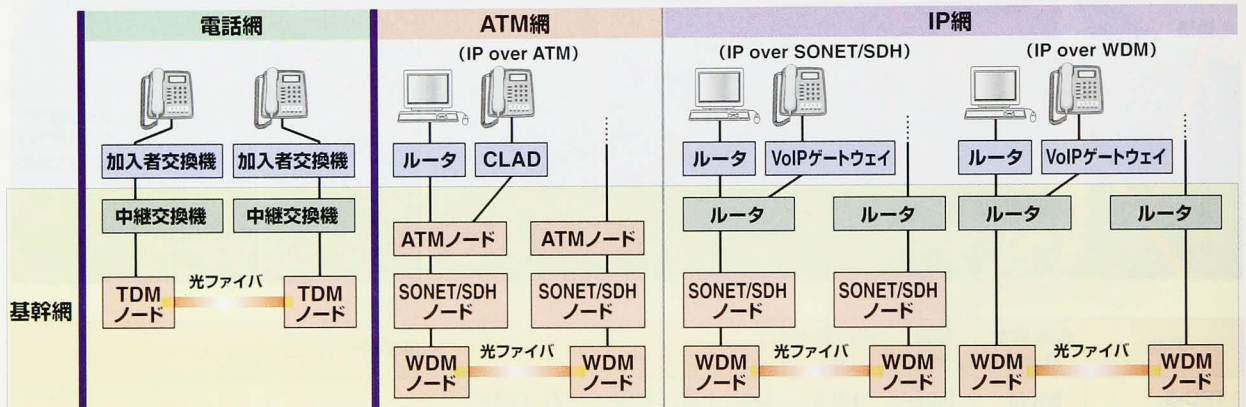 電話網
ATM網
IP網
(IP over ATM)
(IP over SONET/SDH)
(IP over WDM)
加入者交換機
加入者交換機
ルータ
CLAD
ルータ
VoIPゲートウェイ
ルータ
VoIPゲートウェイ
中継交換機
中継交換機
ルータ
ルータ
ルータ
ルータ
ATMノード
ATMノード
基幹網
TDM
ノード
光ファイバ
TDM
ノード
SONET/SDH
ノード
SONET/SDH
ノード
SONET/SDH
ノード
SONET/SDH
ノード
WDM
ノード
光ファイバ
WDM
ノード
WDM
ノード
光ファイバ
WDM
ノード
WDM
ノード
光ファイバ
WDM
ノード